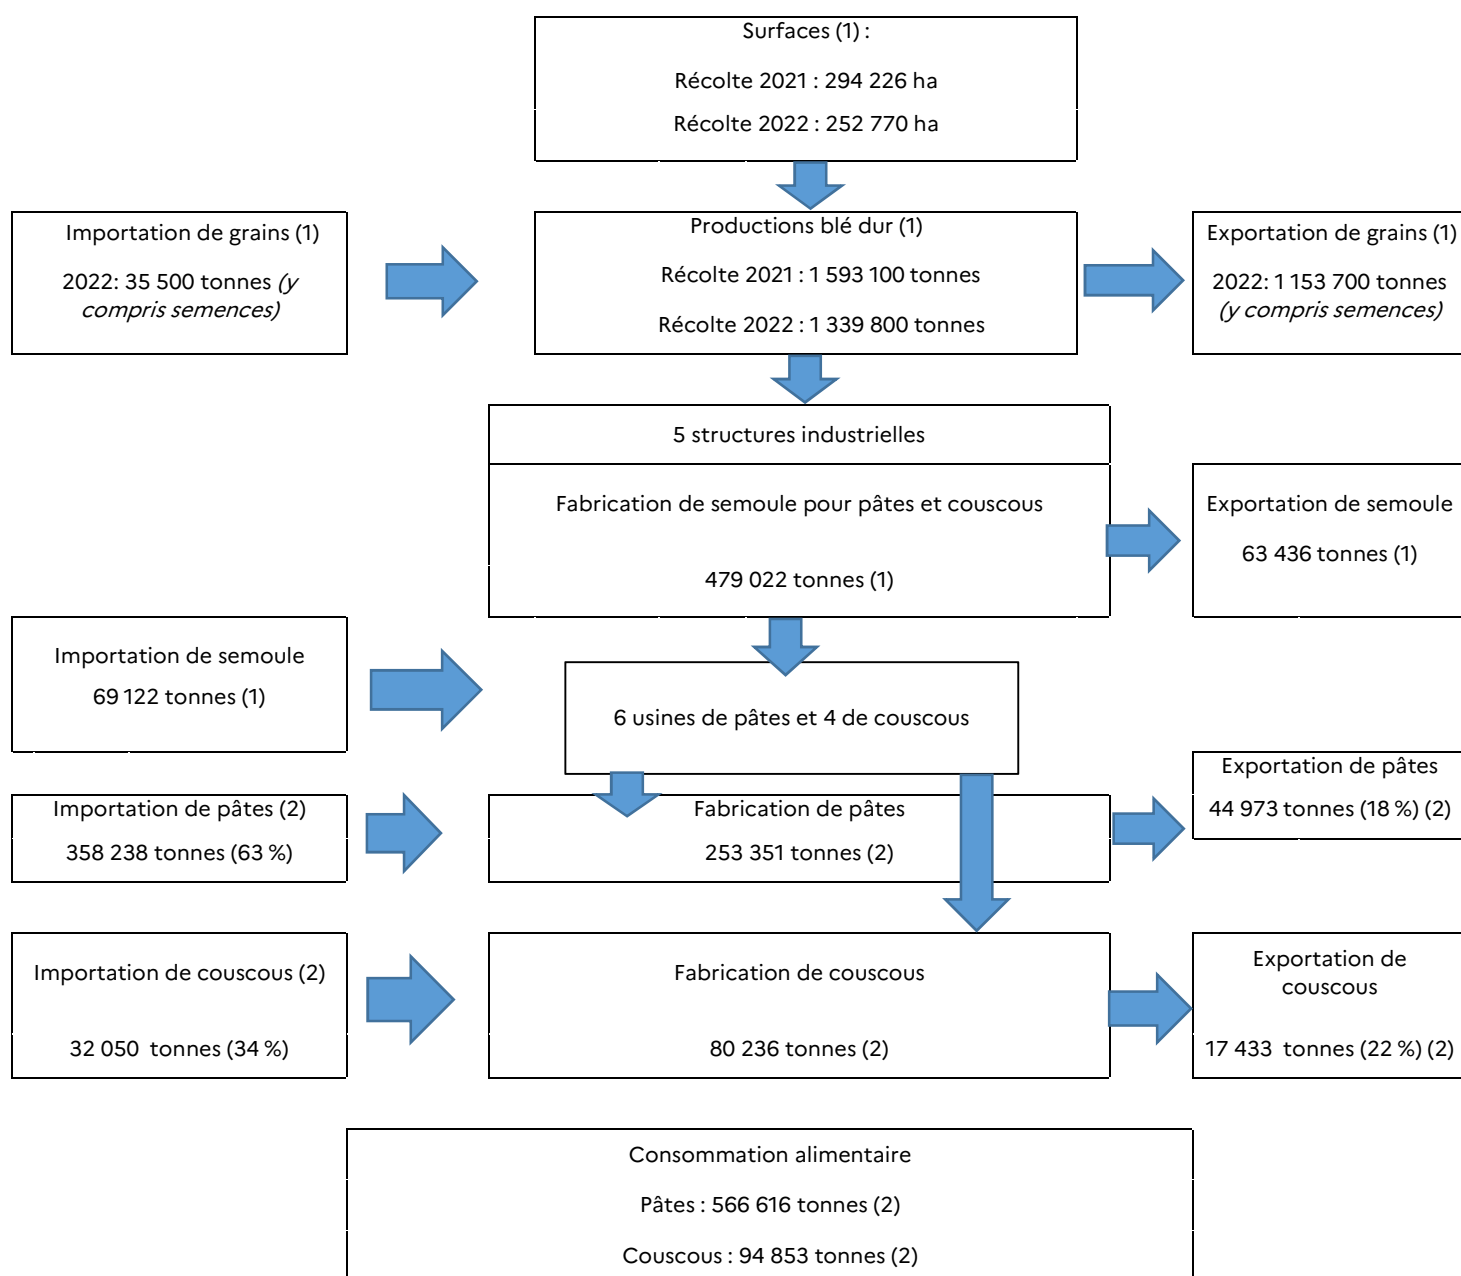 Surfaces (1) :
Récolte 2021 : 294 226 ha
Récolte 2022 : 252 770 ha
Importation de grains (1)
2022: 35 500 tonnes (y
compris semences)
Productions blé dur (1)
Récolte 2021 : 1 593 100 tonnes
Récolte 2022 : 1 339 800 tonnes
Exportation de grains (1)
2022: 1 153 700 tonnes
(y compris semences)
5 structures industrielles
Fabrication de semoule pour pâtes et couscous
479 022 tonnes (1)
Exportation de semoule
63 436 tonnes (1)
Importation de semoule
69 122 tonnes (1)
6 usines de pâtes et 4 de couscous
Importation de pâtes (2)
358 238 tonnes (63 %)
Fabrication de pâtes
253 351 tonnes (2)
Exportation de pâtes
44 973 tonnes (18 %) (2)
Importation de couscous (2)
32 050 tonnes (34 %)
Fabrication de couscous
80 236 tonnes (2)
Exportation de
couscous
17 433 tonnes (22 %) (2)
Consommation alimentaire
Pâtes : 566 616 tonnes (2)
Couscous : 94 853 tonnes (2)